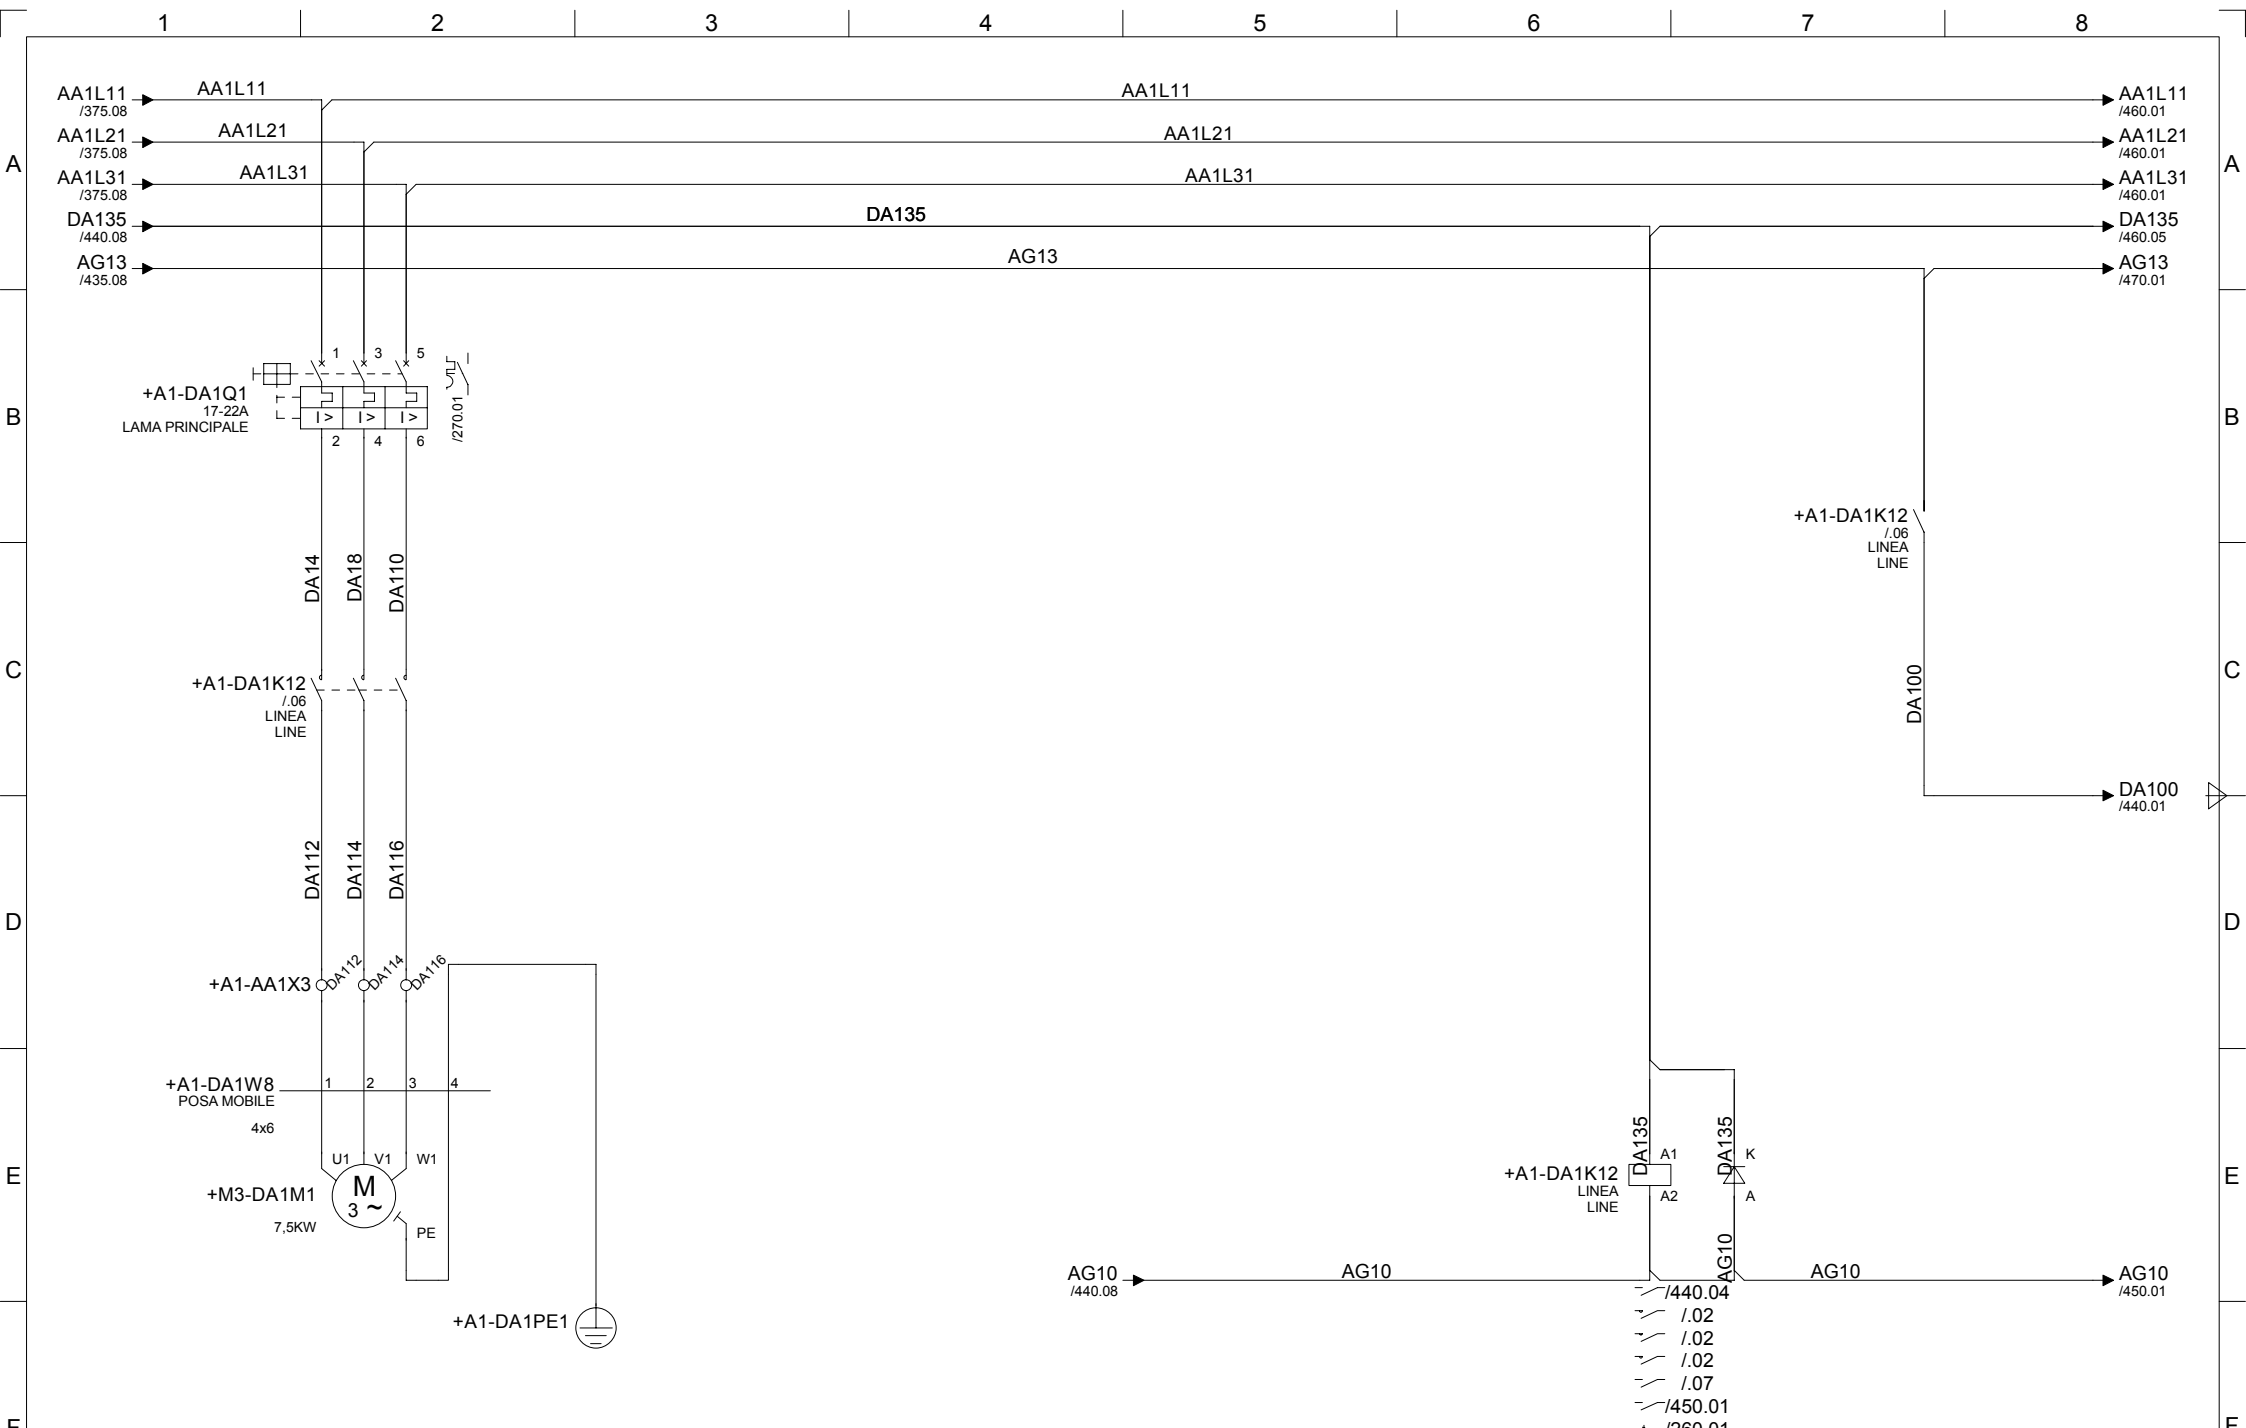 1 2 3 4 5 6 7 8
AA1L11 AA1L11 AA1L11 AA1L11
/375.08 /460.01
AA1L21 AA1L21 AA1L21 AA1L21
/375.08 /460.01
A A
AA1L31 AA1L31 AA1L31 AA1L31
/375.08 /460.01
DA135 DA135 DA135
/440.08 /460.05
AG13 AG13 AG13
/435.08 /470.01
1 3 5
+A1-DA1Q1
17-22A
LAMA PRINCIPALE
I > I > I >
/270.01
B B
2 4 6
+A1-DA1K12
/.06
LINEA
LINE
DA14 DA18 DA110
C C
+A1-DA1K12
/.06
LINEA
LINE
DA100
DA100
/440.01
DA112 DA114 DA116
D D
+A1-AA1X3 DA112 DA114 DA116
+A1-DA1W8 1 2 3 4
POSA MOBILE
4x6
DA135 DA135
U1 V1 W1
A1 K
E E
+A1-DA1K12
LINEA
LINE
A2 A
+M3-DA1M1 M
3 ~
7,5KW
PE
AG10
AG10 AG10 AG10 AG10
/440.08 /450.01
+A1-DA1PE1
/440.04
/.02
/.02
/.02
/.07
/450.01